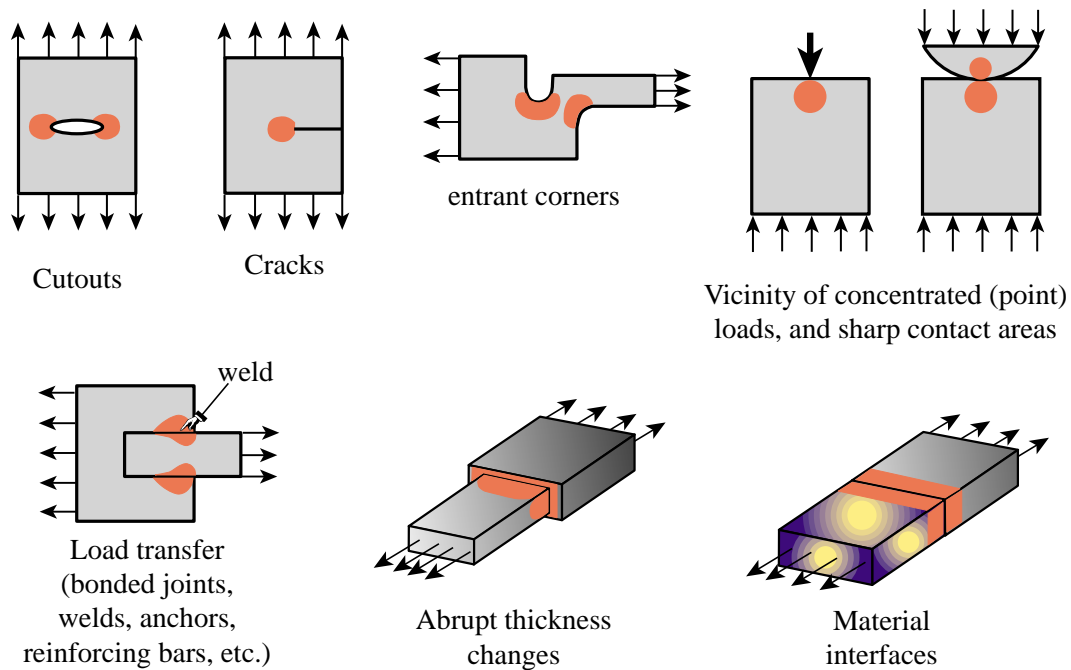 Cutouts
Cracks
entrant corners
Vicinity of concentrated (point)
loads, and sharp contact areas
weld
Load transfer
(bonded joints,
welds, anchors,
reinforcing bars, etc.)
Abrupt thickness
changes
Material
interfaces